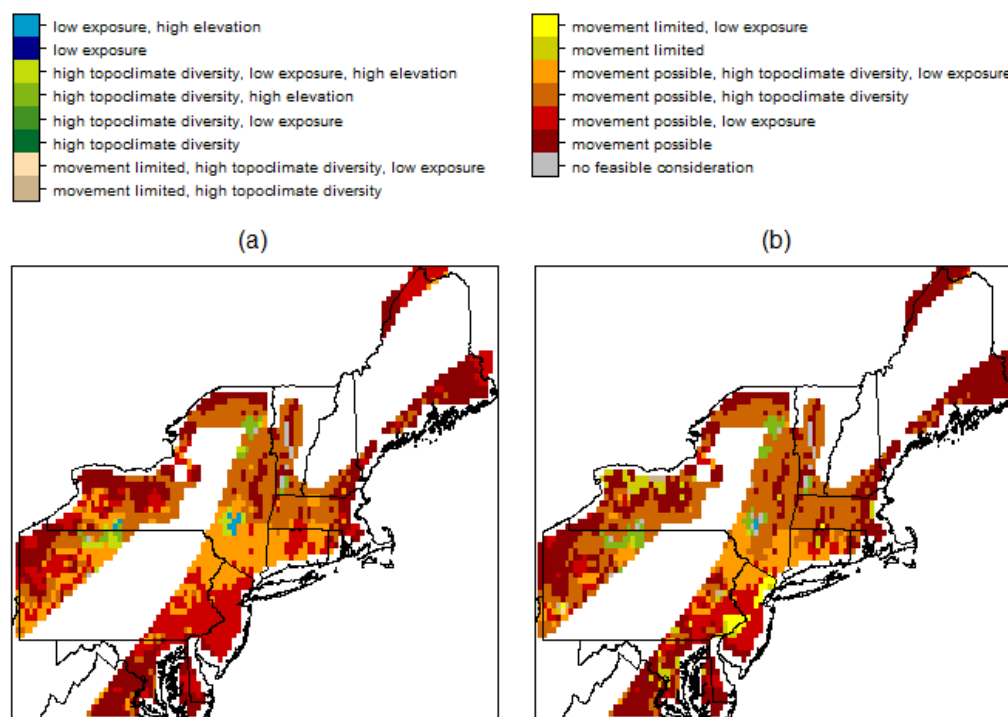 low exposure, high elevation
low exposure
high topoclimate diversity, low exposure, high elevation
high topoclimate diversity, high elevation
high topoclimate diversity, low exposure
high topoclimate diversity
movement limited, high topoclimate diversity, low exposure
movement limited, high topoclimate diversity
movement limited, low exposure
movement limited
movement possible, high topoclimate diversity, low exposure
movement possible, high topoclimate diversity
movement possible, low exposure
movement possible
no feasible consideration
(a)
(b)